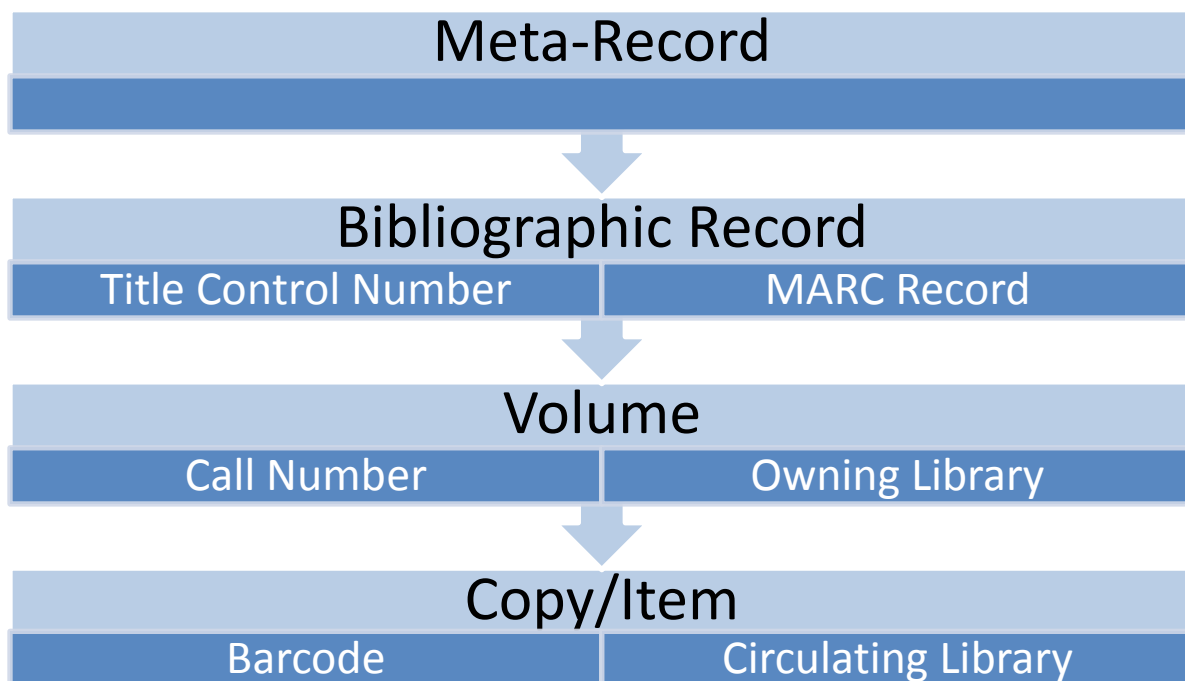 Meta-Record
Bibliographic Record
Title Control Number MARC Record
Volume
Call Number Owning Library
Copy/Item
Barcode Circulating Library